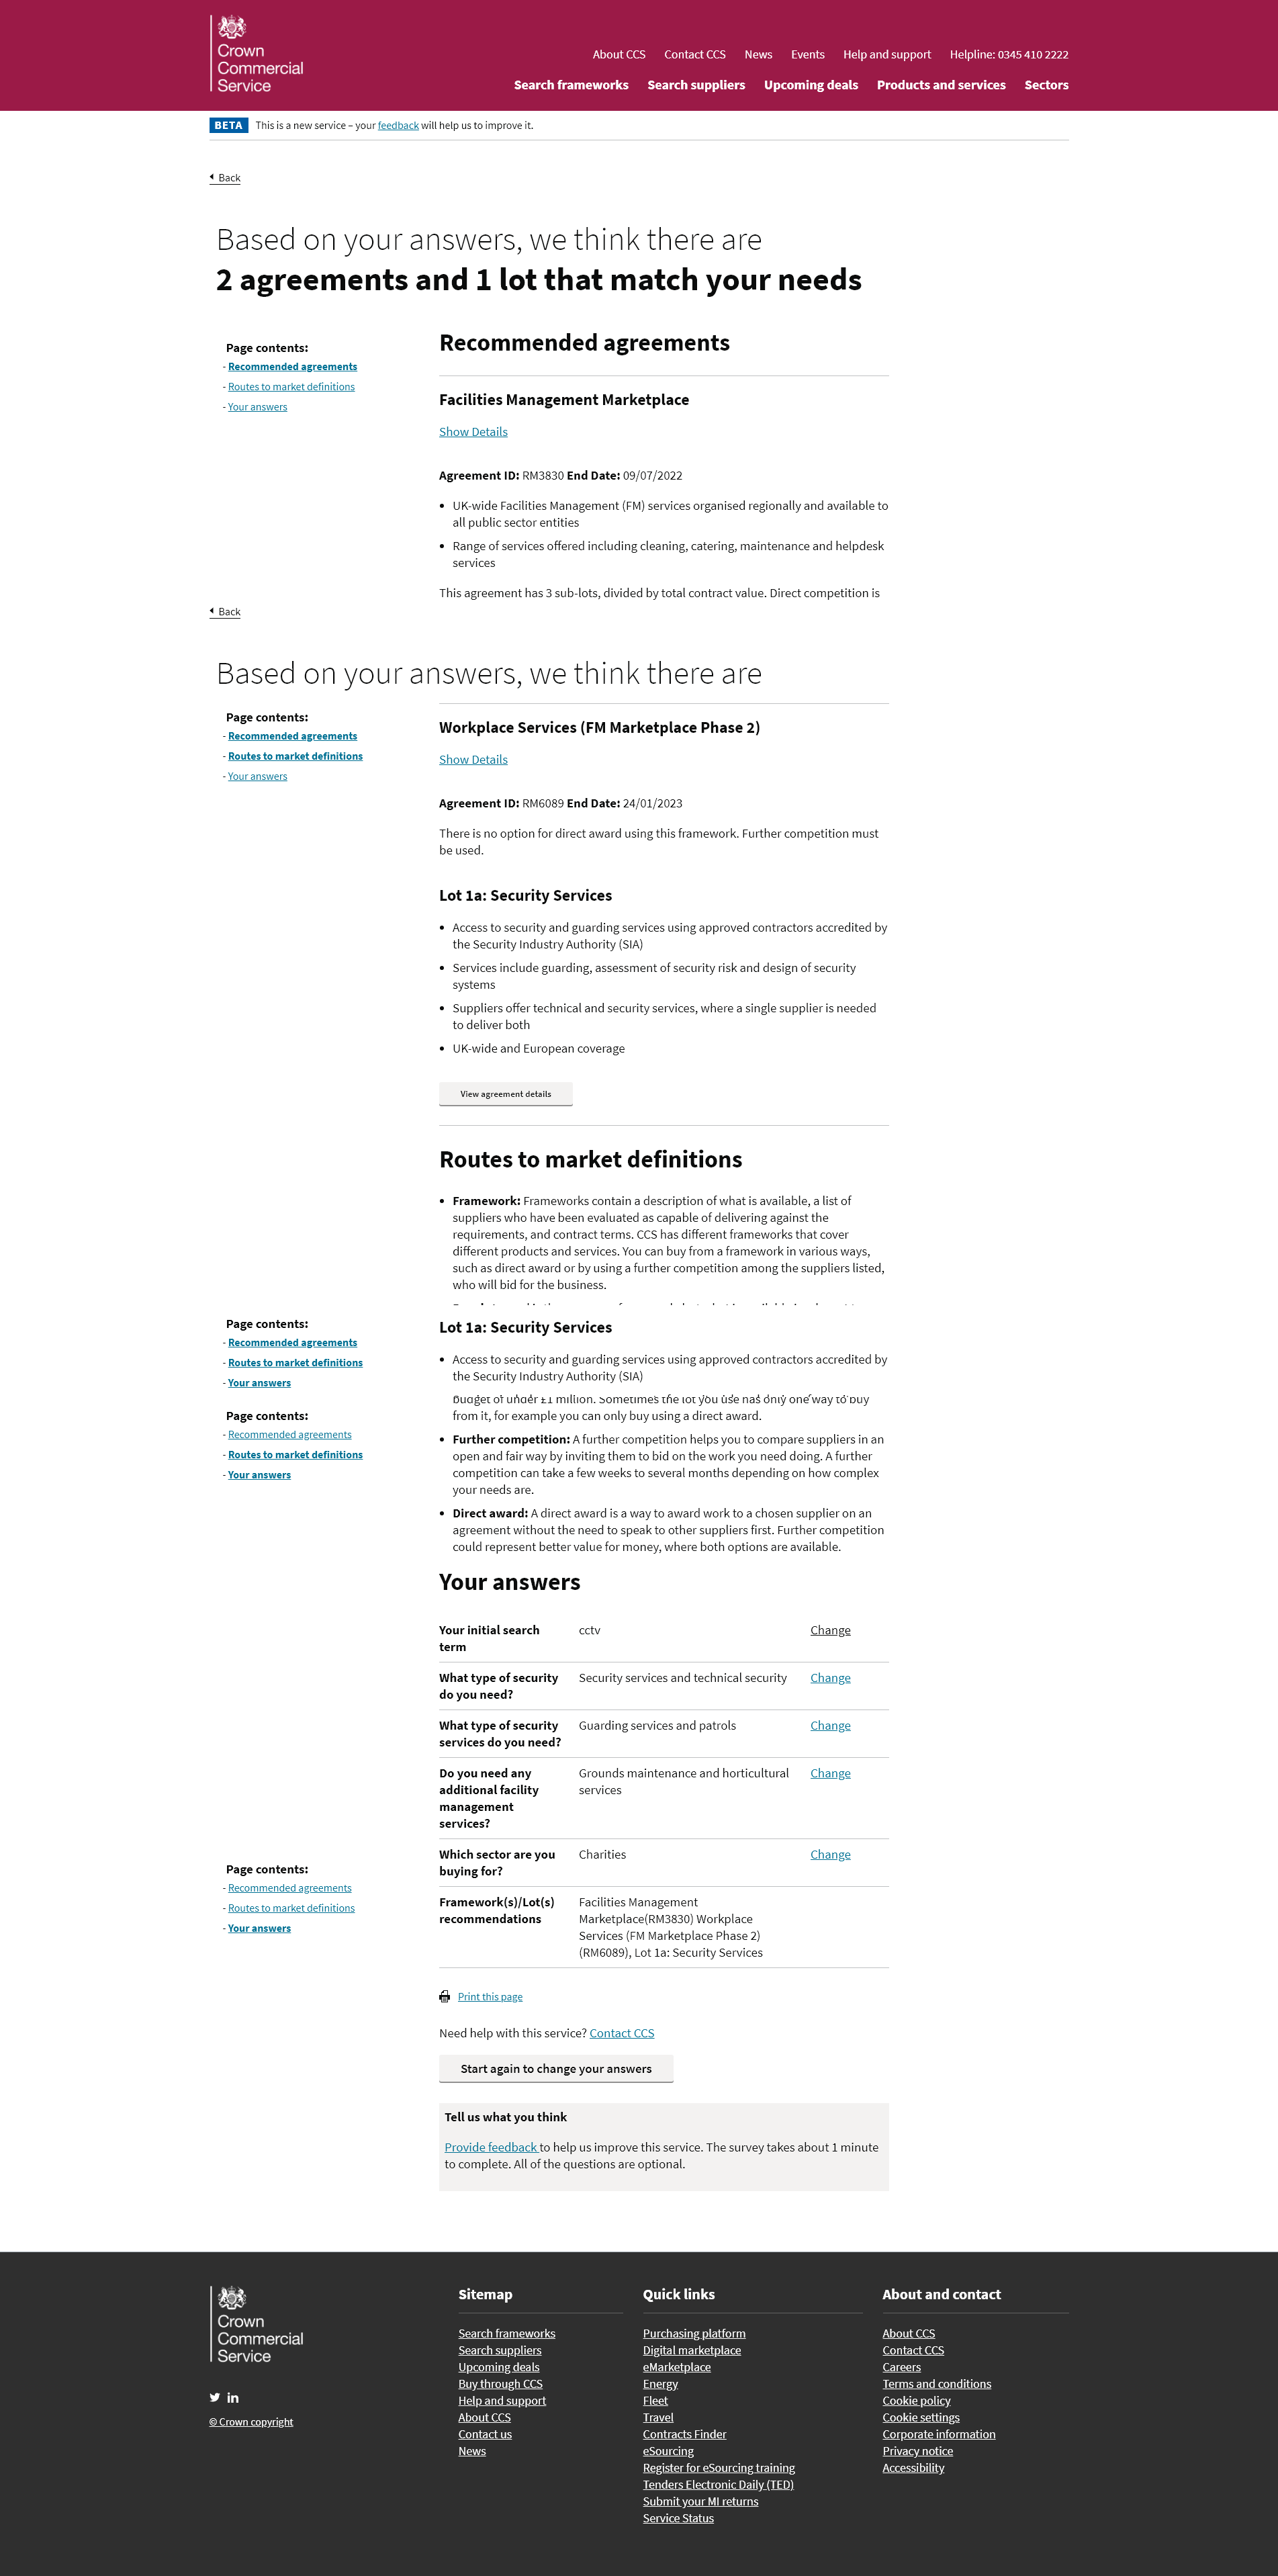 Crown
Commercial
Service
About CCS Contact CCS News Events Help and support Helpline: 0345 410 2222
Search frameworks Search suppliers Upcoming deals Products and services Sectors
BETA This is a new service – your feedback will help us to improve it.
Back
Based on your answers, we think there are
2 agreements and 1 lot that match your needs
Page contents:
- Recommended agreements
- Routes to market definitions
- Your answers
Recommended agreements
Facilities Management Marketplace
Show Details
Agreement ID: RM3830 End Date: 09/07/2022
• UK-wide Facilities Management (FM) services organised regionally and available to
all public sector entities
• Range of services offered including cleaning, catering, maintenance and helpdesk
services
This agreement has 3 sub-lots, divided by total contract value. Direct competition is
Back
Based on your answers, we think there are
Page contents:
- Recommended agreements
- Routes to market definitions
- Your answers
Workplace Services (FM Marketplace Phase 2)
Show Details
Agreement ID: RM6089 End Date: 24/01/2023
There is no option for direct award using this framework. Further competition must
be used.
Lot 1a: Security Services
• Access to security and guarding services using approved contractors accredited by
the Security Industry Authority (SIA)
• Services include guarding, assessment of security risk and design of security
systems
• Suppliers offer technical and security services, where a single supplier is needed
to deliver both
• UK-wide and European coverage
View agreement details
Routes to market definitions
• Framework: Frameworks contain a description of what is available, a list of
suppliers who have been evaluated as capable of delivering against the
requirements, and contract terms. CCS has different frameworks that cover
different products and services. You can buy from a framework in various ways,
such as direct award or by using a further competition among the suppliers listed,
who will bid for the business.
Page contents:
- Recommended agreements
- Routes to market definitions
- Your answers
Lot 1a: Security Services
• Access to security and guarding services using approved contractors accredited by
the Security Industry Authority (SIA)
budget of under £1 million. Sometimes the lot you use has only one way to buy
from it, for example you can only buy using a direct award.
Page contents:
- Recommended agreements
- Routes to market definitions
- Your answers
• Further competition: A further competition helps you to compare suppliers in an
open and fair way by inviting them to bid on the work you need doing. A further
competition can take a few weeks to several months depending on how complex
your needs are.
• Direct award: A direct award is a way to award work to a chosen supplier on an
agreement without the need to speak to other suppliers first. Further competition
could represent better value for money, where both options are available.
Your answers
Your initial search
term
cctv
Change
What type of security
do you need?
Security services and technical security
Change
What type of security
services do you need?
Guarding services and patrols
Change
Do you need any
additional facility
management
services?
Grounds maintenance and horticultural
services
Change
Which sector are you
buying for?
Charities
Change
Page contents:
- Recommended agreements
- Routes to market definitions
- Your answers
Framework(s)/Lot(s)
recommendations
Facilities Management
Marketplace(RM3830) Workplace
Services (FM Marketplace Phase 2)
(RM6089), Lot 1a: Security Services
Print this page
Need help with this service? Contact CCS
Start again to change your answers
Tell us what you think
Provide feedback to help us improve this service. The survey takes about 1 minute
to complete. All of the questions are optional.
Crown
Commercial
Service
© Crown copyright
Sitemap
Search frameworks
Search suppliers
Upcoming deals
Buy through CCS
Help and support
About CCS
Contact us
News
Quick links
Purchasing platform
Digital marketplace
eMarketplace
Energy
Fleet
Travel
Contracts Finder
eSourcing
Register for eSourcing training
Tenders Electronic Daily (TED)
Submit your MI returns
Service Status
About and contact
About CCS
Contact CCS
Careers
Terms and conditions
Cookie policy
Cookie settings
Corporate information
Privacy notice
Accessibility